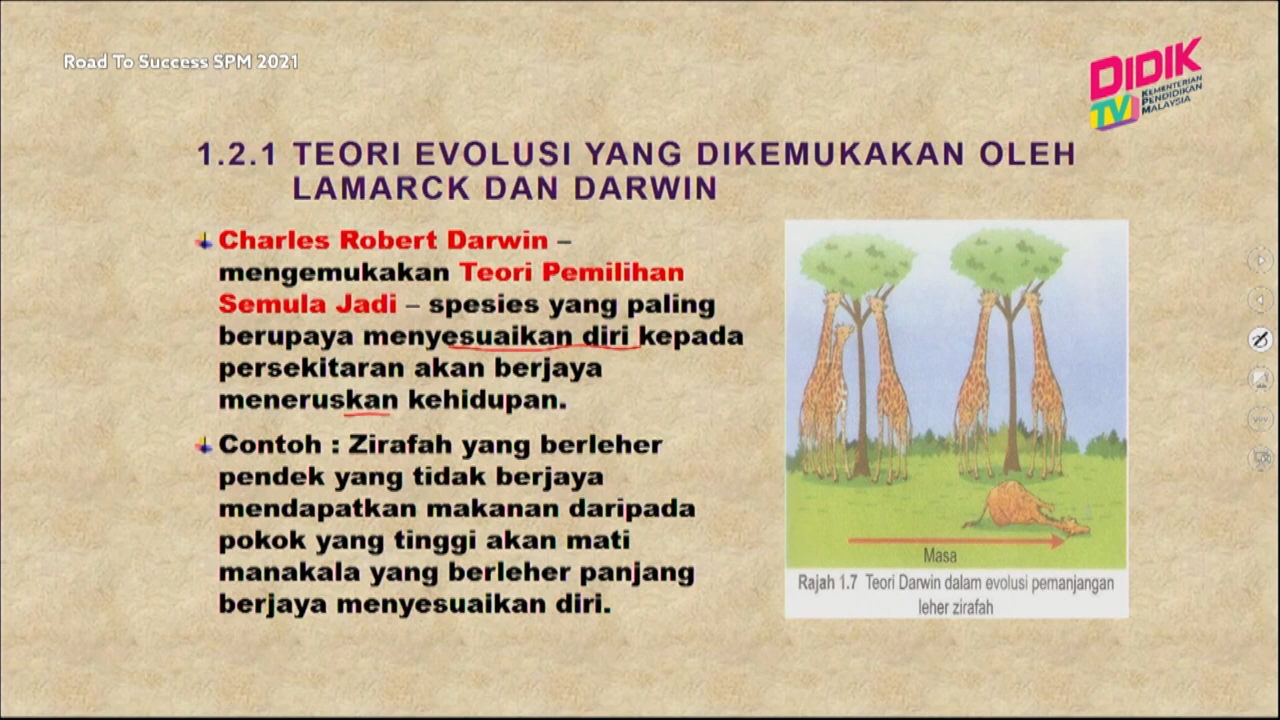 Road To Success SPM 2021
DIDIK
TV
KEMENTERIAN
PENDIDIKAN
MALAYSIA
1.2.1 TEORI EVOLUSI YANG DIKEMUKAKAN OLEH
LAMARCK DAN DARWIN
Charles Robert Darwin –
mengemukakan Teori Pemilihan
Semula Jadi – spesies yang paling
berupaya menyesuaikan diri kepada
persekitaran akan berjaya
meneruskan kehidupan.
Contoh : Zirafah yang berleher
pendek yang tidak berjaya
mendapatkan makanan daripada
pokok yang tinggi akan mati
manakala yang berleher panjang
berjaya menyesuaikan diri.
Masa
Rajah 1.7 Teori Darwin dalam evolusi pemanjangan
leher zirafah